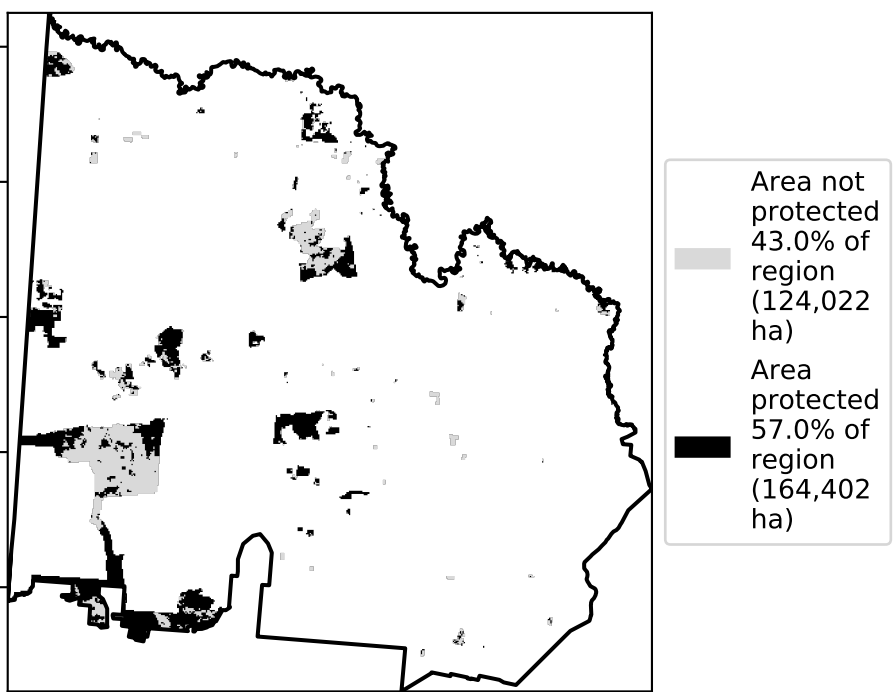 Area not
protected
43.0% of
region
(124,022
ha)
Area
protected
57.0% of
region
(164,402
ha)